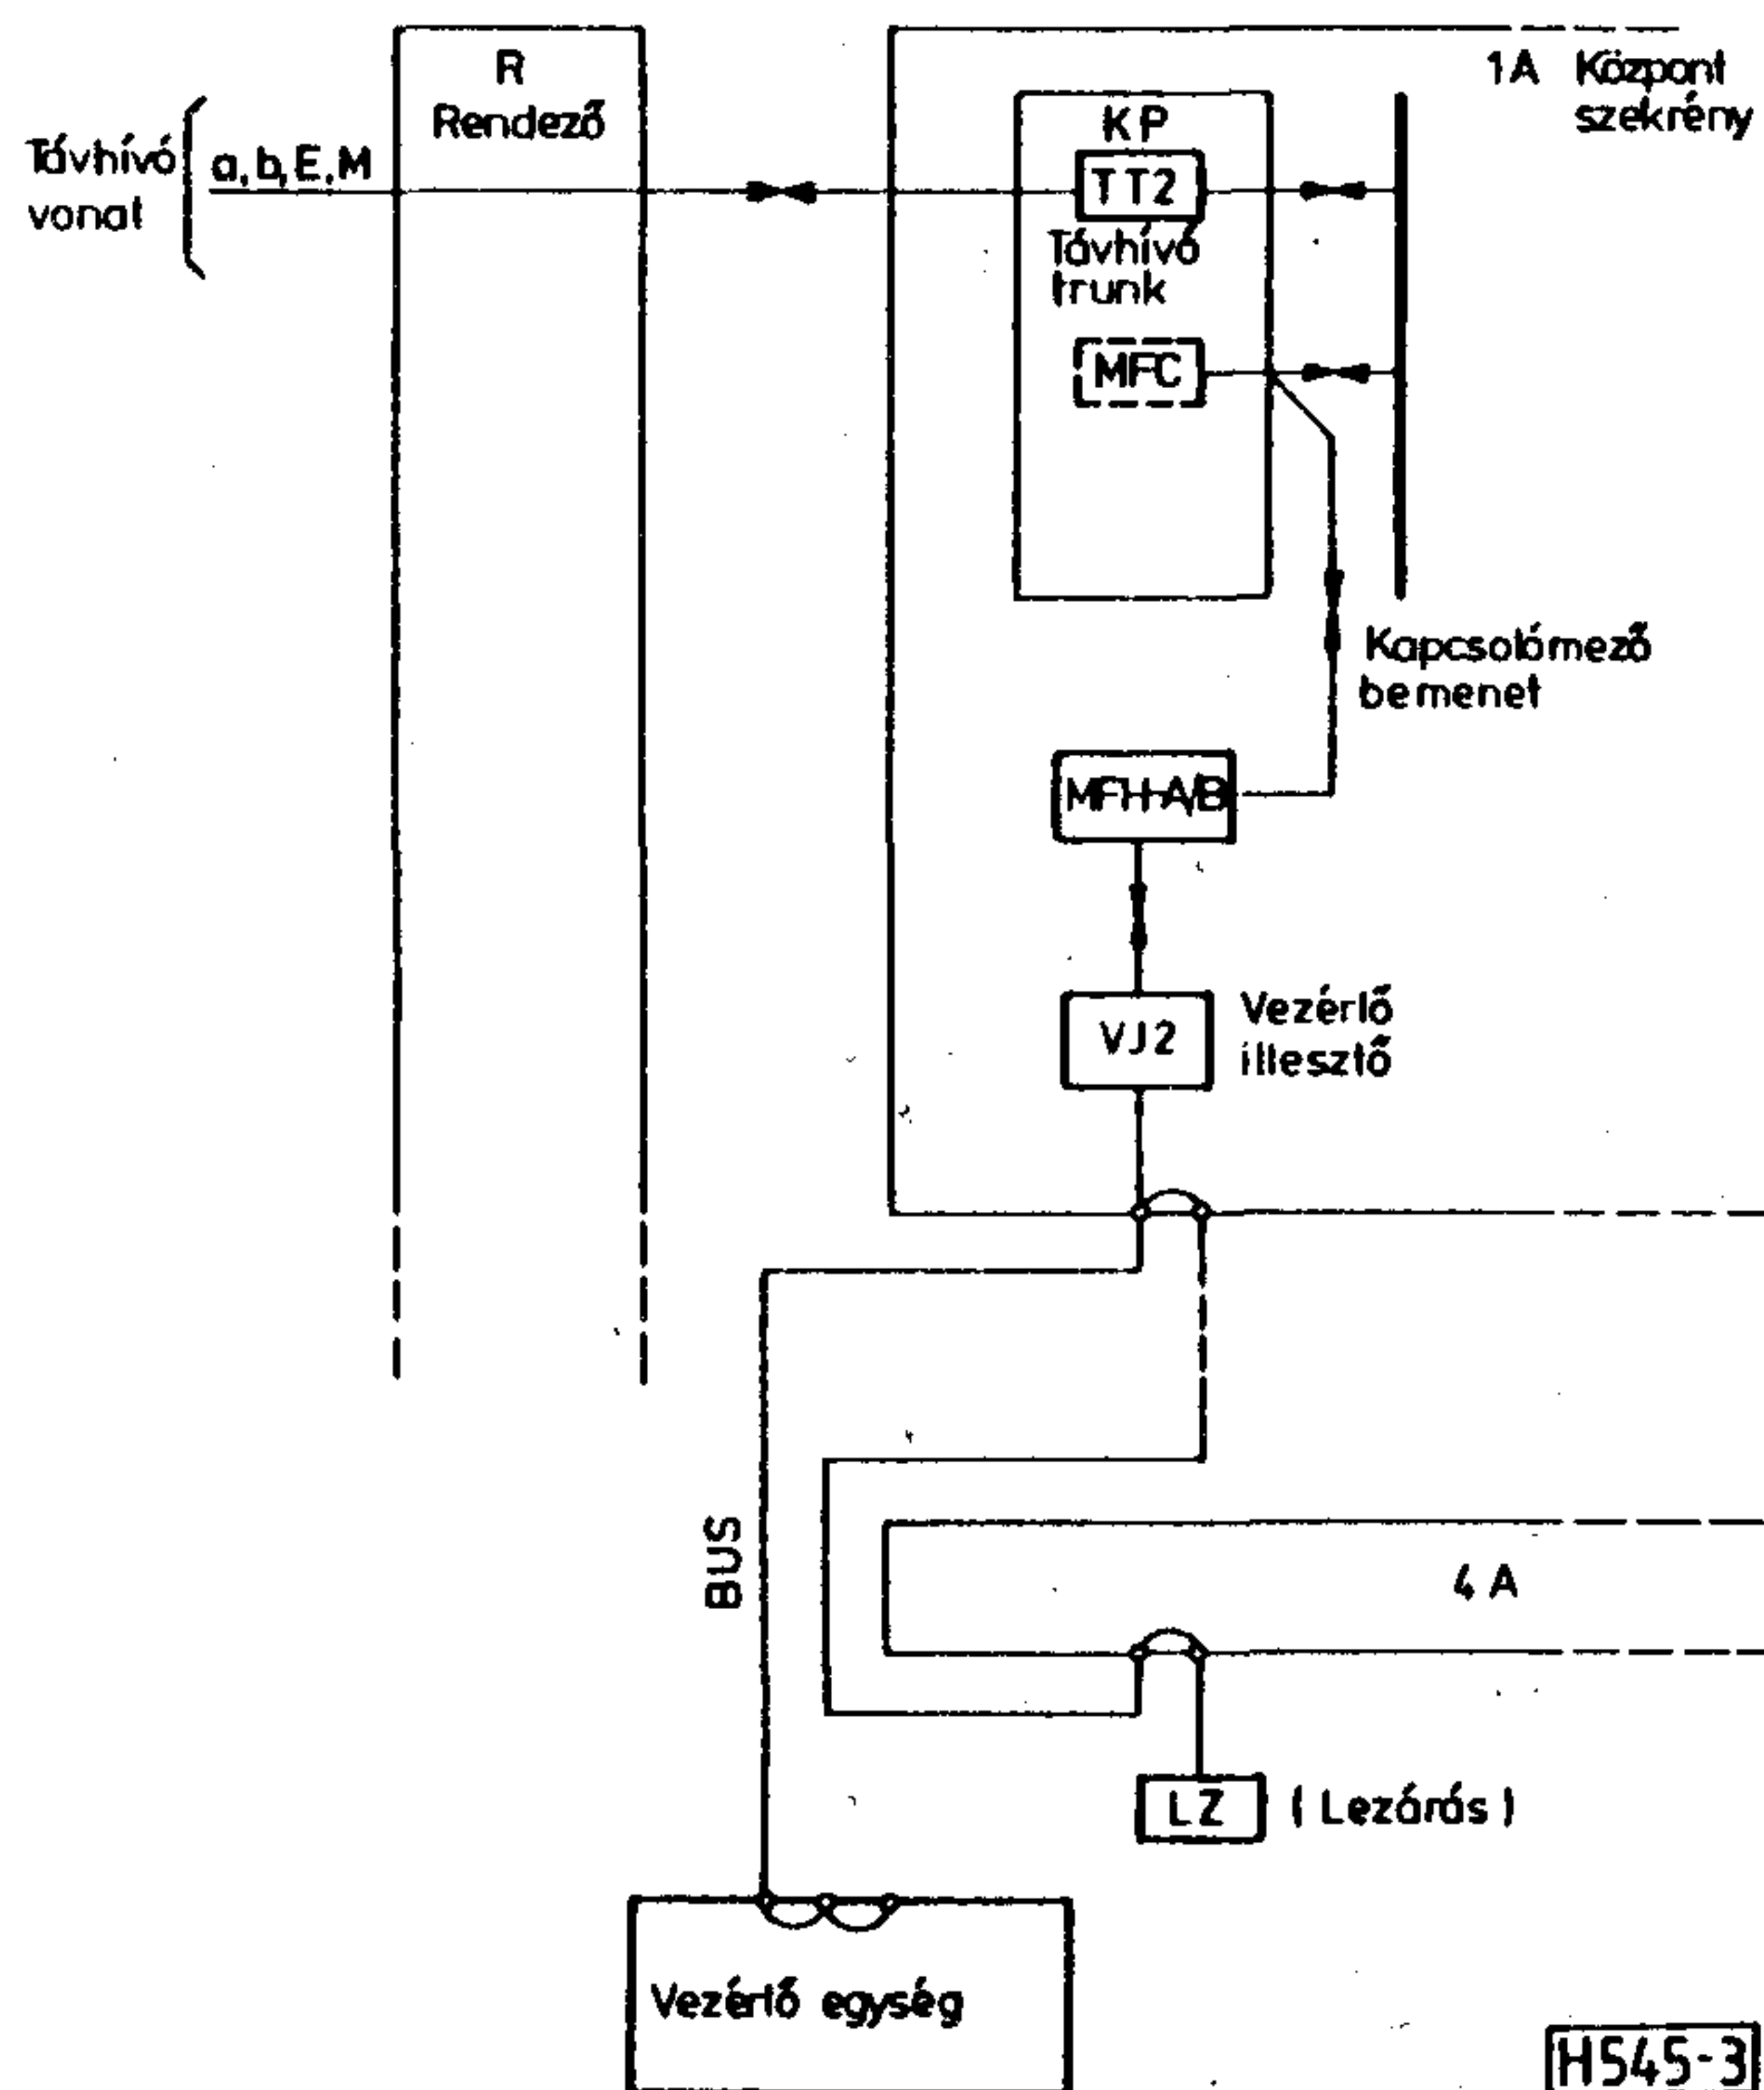 R
Rendező
1A Központ
szekrény
Távhívó
vonal
a, b, E, M
KP
TT2
Távhívó
trunk
MFC
Kapcsolómező
bemenet
MFH-A/B
VJ2
Vezérlő
illesztő
BUS
4 A
LZ
( Lezárás )
Vezérlő egység
H545-3